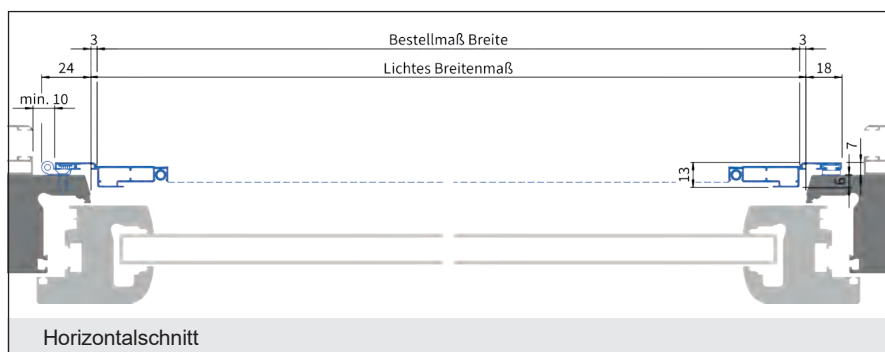 3 Bestellmaß Breite 3
24 Lichtes Breitenmaß 18
min. 10
7
13
6
Horizontalschnitt